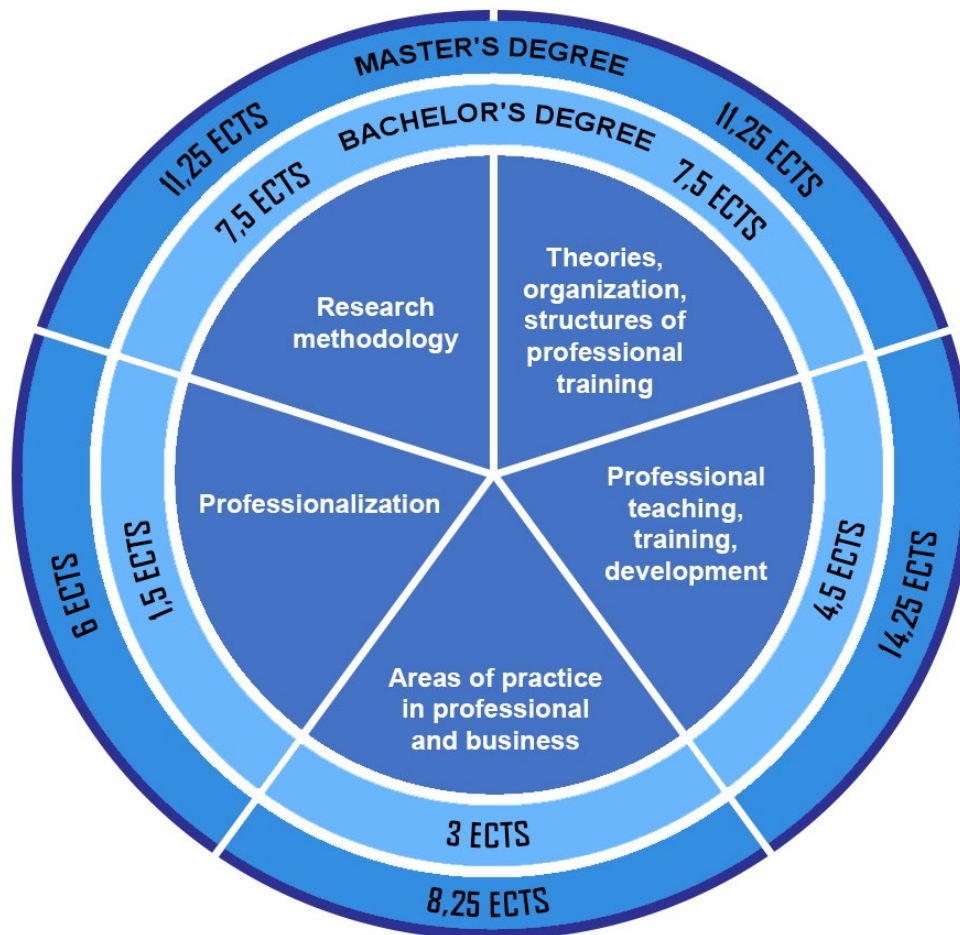 MASTER'S DEGREE
BACHELOR'S DEGREE
11,25 ECTS
11,25 ECTS
7,5 ECTS
7,5 ECTS
Theories,
organization,
structures of
professional
training
Research
methodology
Professional
teaching,
training,
development
Professionalization
4,5 ECTS
14,25 ECTS
1,5 ECTS
6 ECTS
Areas of practice
in professional
and business
3 ECTS
8,25 ECTS